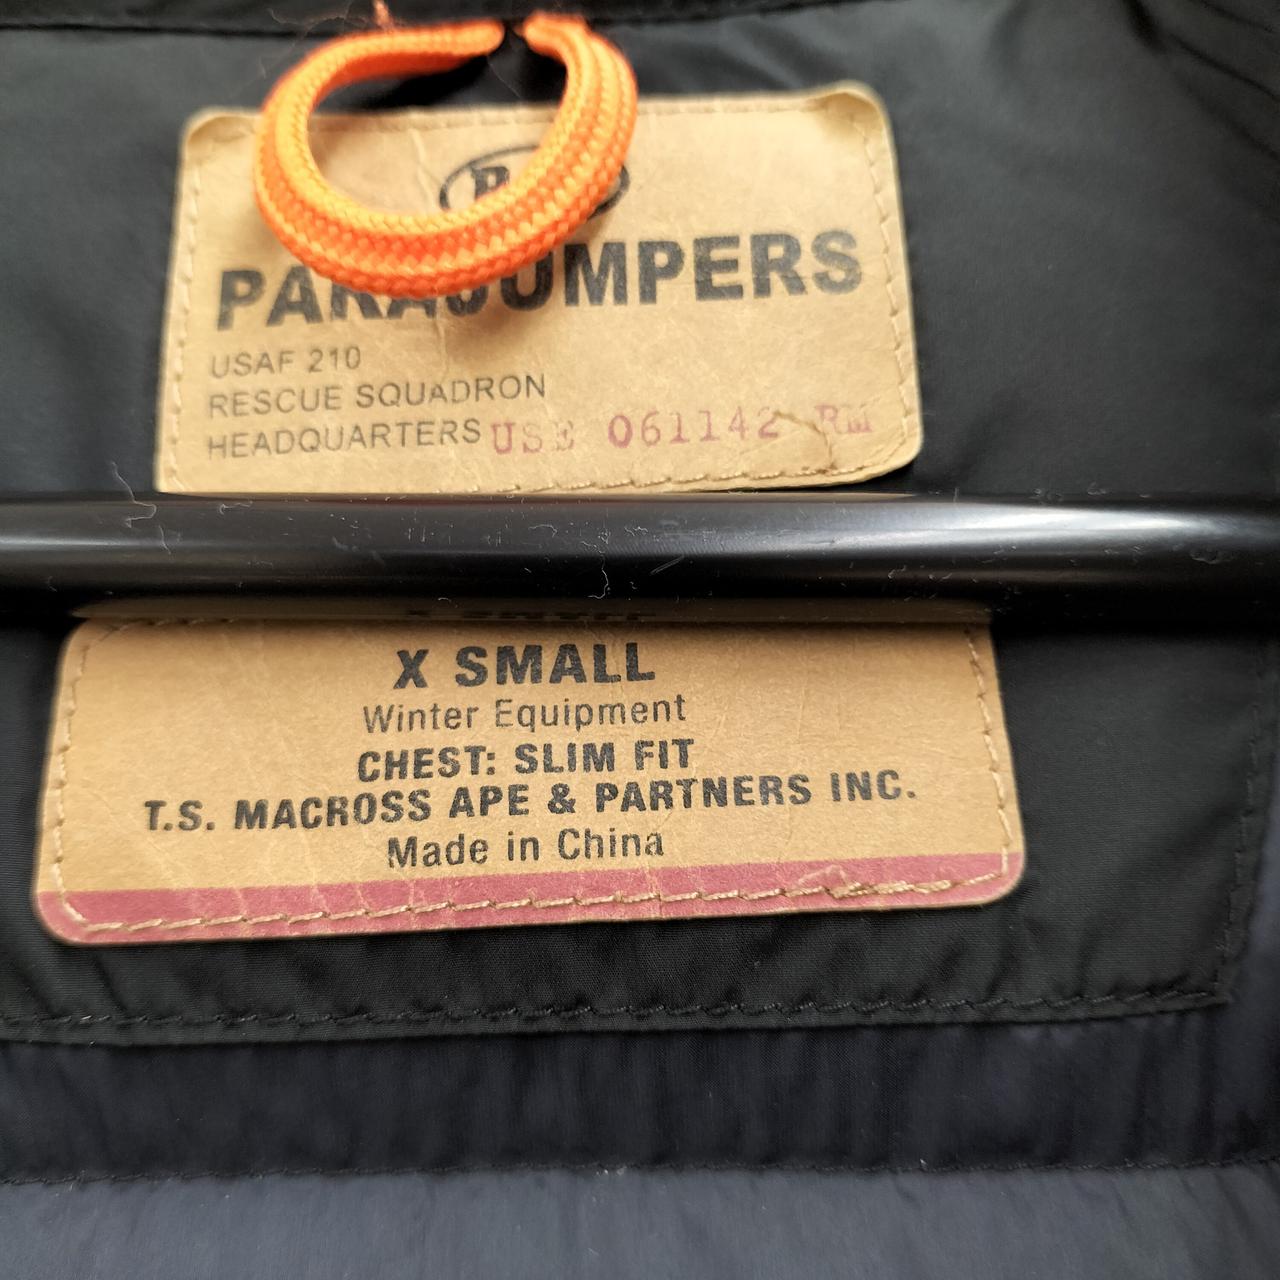 PARAJUMPERS
USAF 210
RESCUE SQUADRON
HEADQUARTERS USE 061142 RM
X SMALL
Winter Equipment
CHEST: SLIM FIT
T.S. MACROSS APE & PARTNERS INC.
Made in China